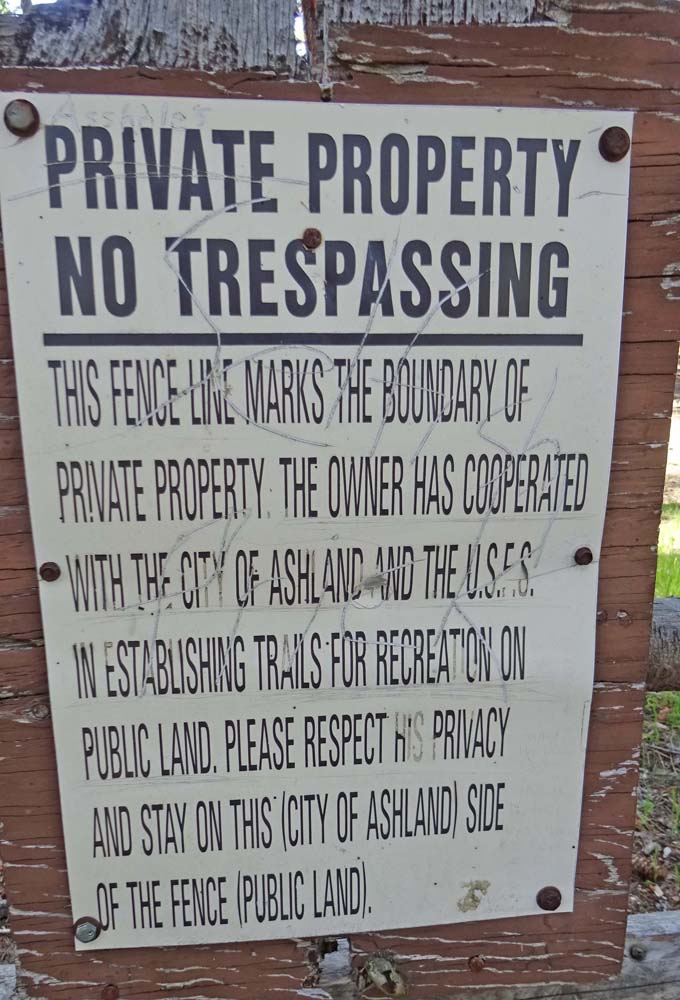 Assholes
PRIVATE PROPERTY
NO TRESPASSING
THIS FENCE LINE MARKS THE BOUNDARY OF
PRIVATE PROPERTY. THE OWNER HAS COOPERATED
WITH THE CITY OF ASHLAND AND THE U.S.F.S.
IN ESTABLISHING TRAILS FOR RECREATION ON
PUBLIC LAND. PLEASE RESPECT HIS PRIVACY
AND STAY ON THIS (CITY OF ASHLAND) SIDE
OF THE FENCE (PUBLIC LAND).